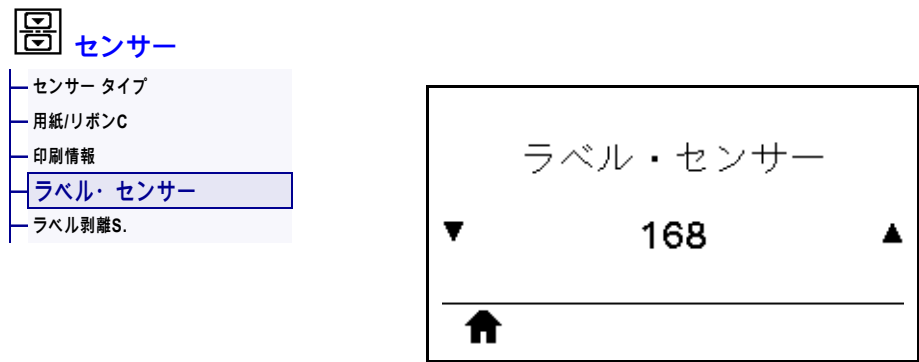 センサー
センサー タイプ
用紙/リボンC
印刷情報
ラベル・ センサー
ラベル剥離S.
ラベル・センサー
▼ 168 ▲